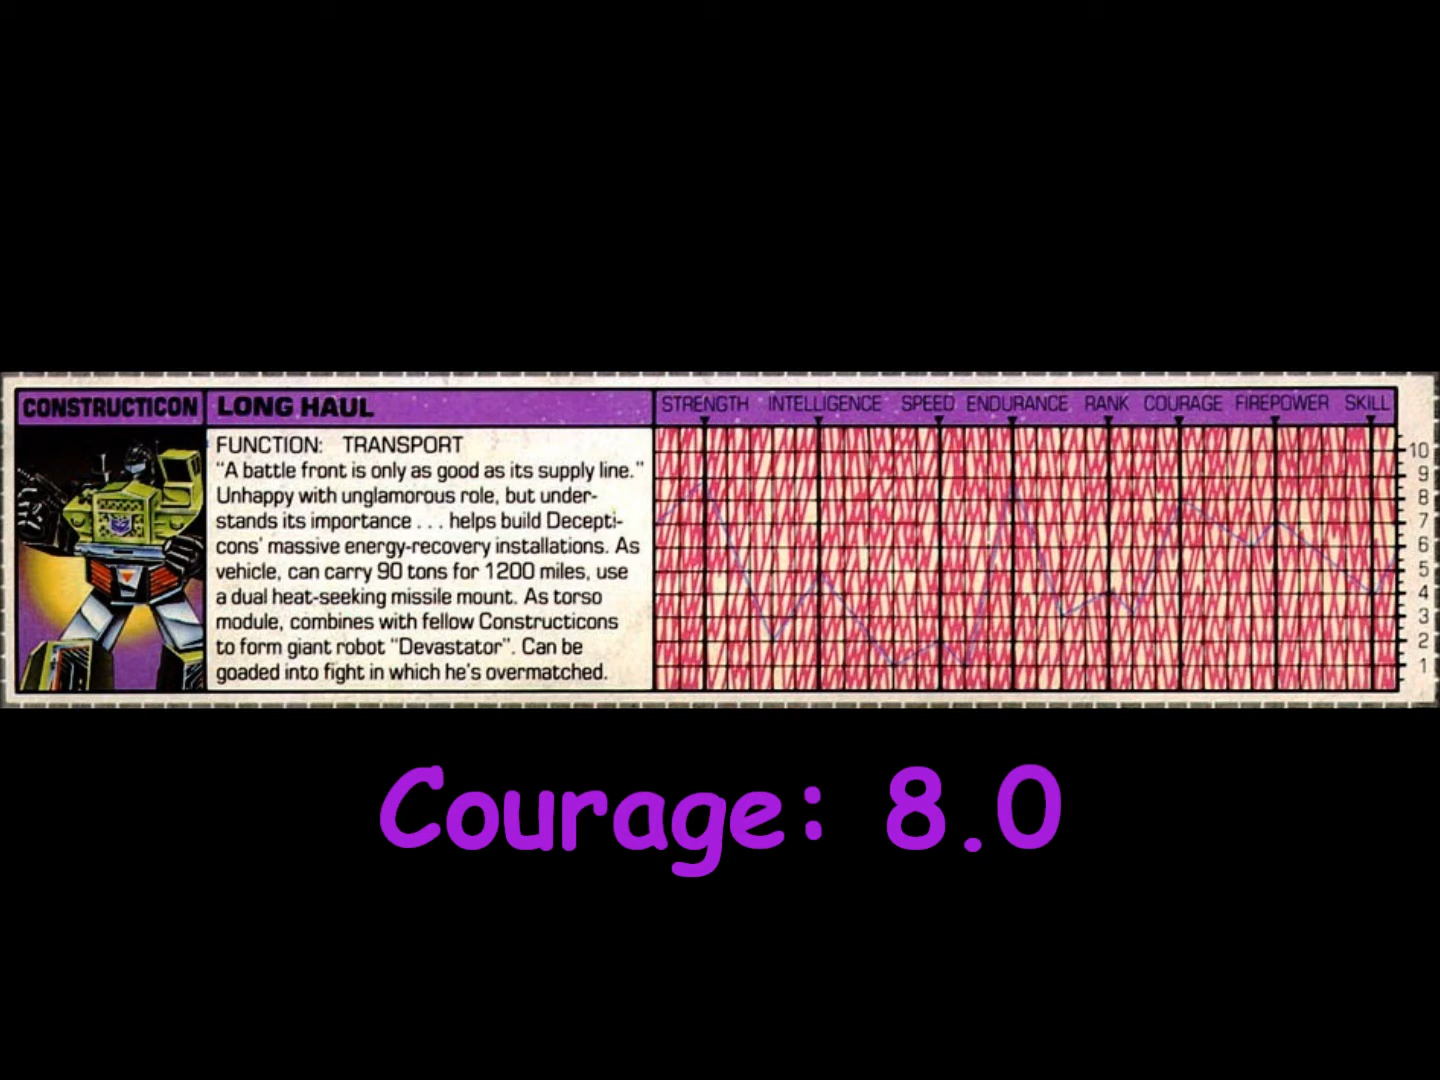 CONSTRUCTICON LONG HAUL STRENGTH INTELLIGENCE SPEED ENDURANCE RANK COURAGE FIREPOWER SKILL
FUNCTION: TRANSPORT
"A battle front is only as good as its supply line."
Unhappy with unglamorous role, but under-
stands its importance . . . helps build Decepti-
cons' massive energy-recovery installations. As
vehicle, can carry 90 tons for 1200 miles, use
a dual heat-seeking missile mount. As torso
module, combines with fellow Constructicons
to form giant robot "Devastator". Can be
goaded into fight in which he's overmatched.
10
9
8
7
6
5
4
3
2
1
Courage: 8.0